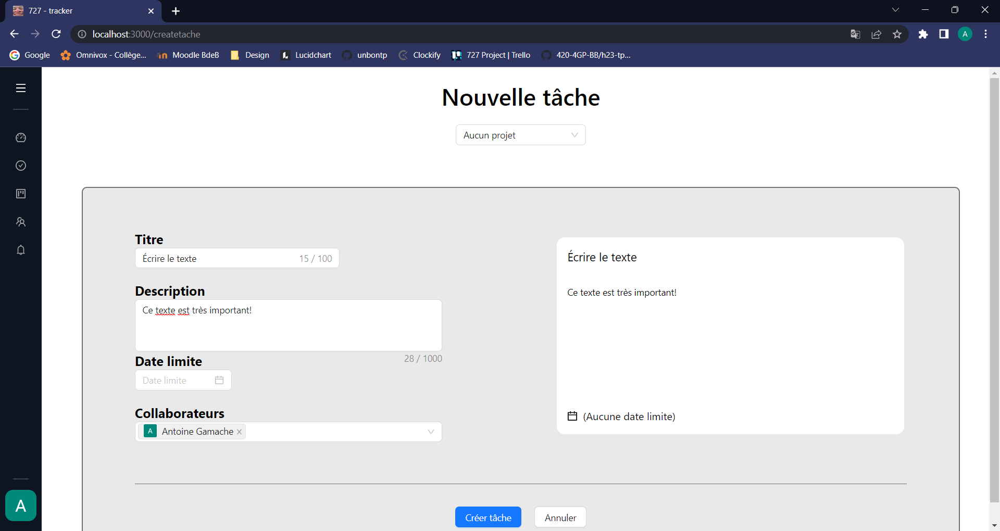 727 - tracker
localhost:3000/createtache
A
Google
Omnivox - Collège...
Moodle BdeB
Design
Lucidchart
unbontp
Clockify
727 Project | Trello
420-4GP-BB/h23-tp...
Nouvelle tâche
Aucun projet
Titre
Écrire le texte 15 / 100
Description
Ce texte est très important!
28 / 1000
Date limite
Date limite
Collaborateurs
A Antoine Gamache
Écrire le texte
Ce texte est très important!
(Aucune date limite)
Créer tâche
Annuler
A